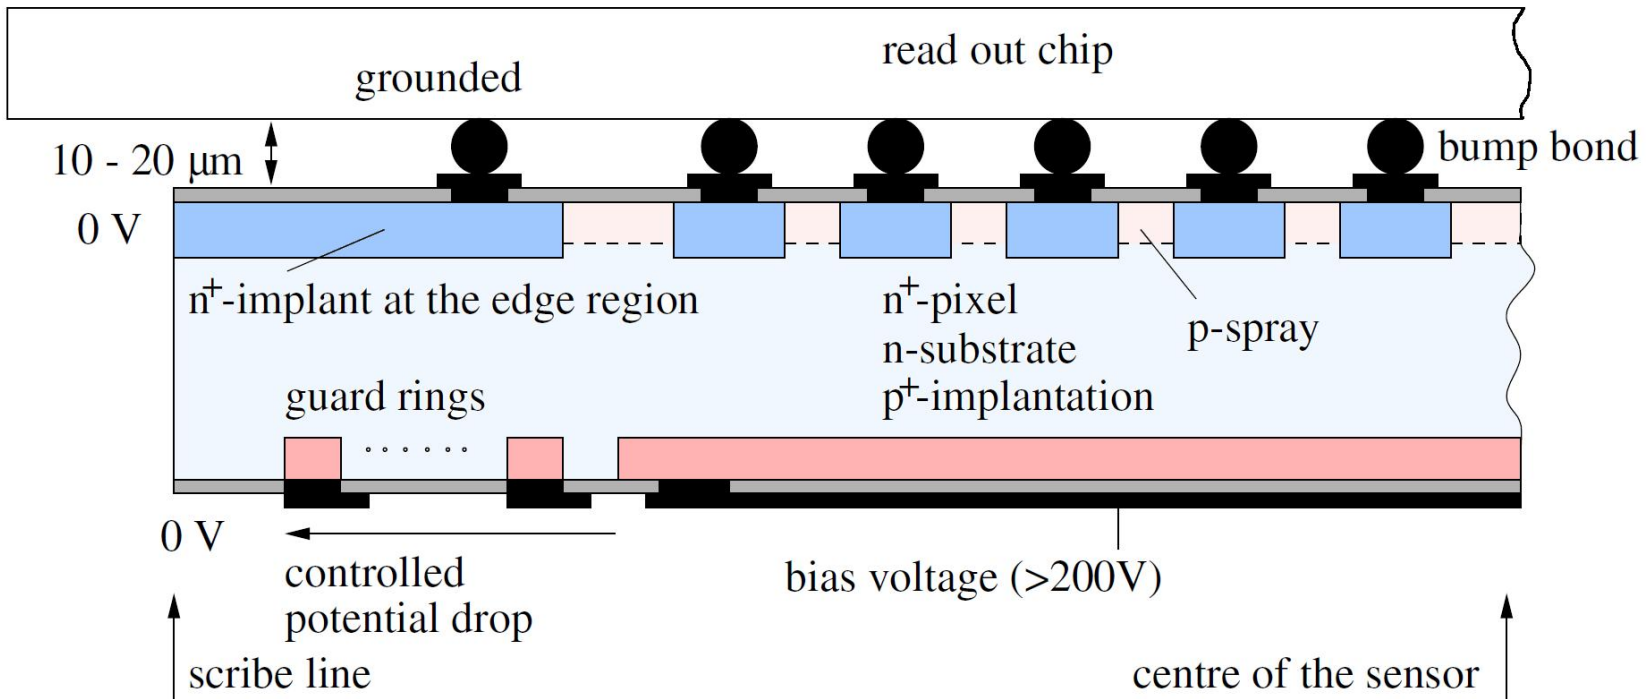 read out chip
grounded
10 - 20 μm
bump bond
0 V
n⁺-implant at the edge region
n⁺-pixel
p-spray
n-substrate
guard rings
p⁺-implantation
0 V
controlled
potential drop
bias voltage (>200V)
scribe line
centre of the sensor